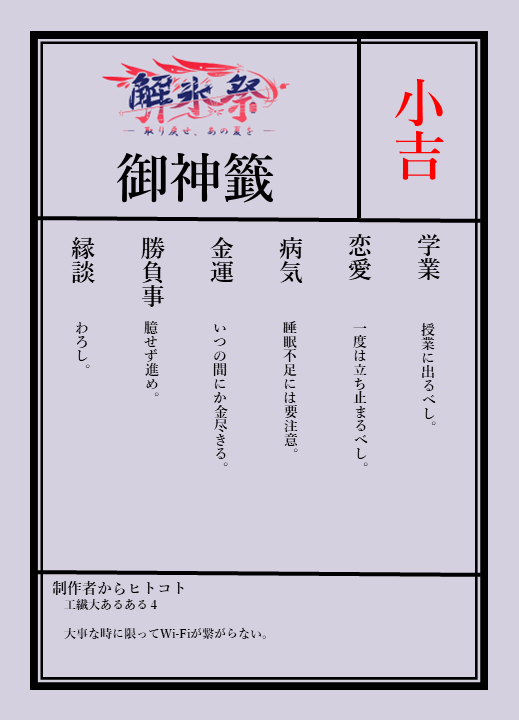 解氷祭
取り戻せ、あの夏を
御神籤
小吉
学業
授業に出るべし。
恋愛
一度は立ち止まるべし。
病気
睡眠不足には要注意。
金運
いつの間にか金尽きる。
勝負事
臆せず進め。
縁談
わろし。
制作者からヒトコト
工繊大あるある４
大事な時に限ってWi-Fiが繋がらない。